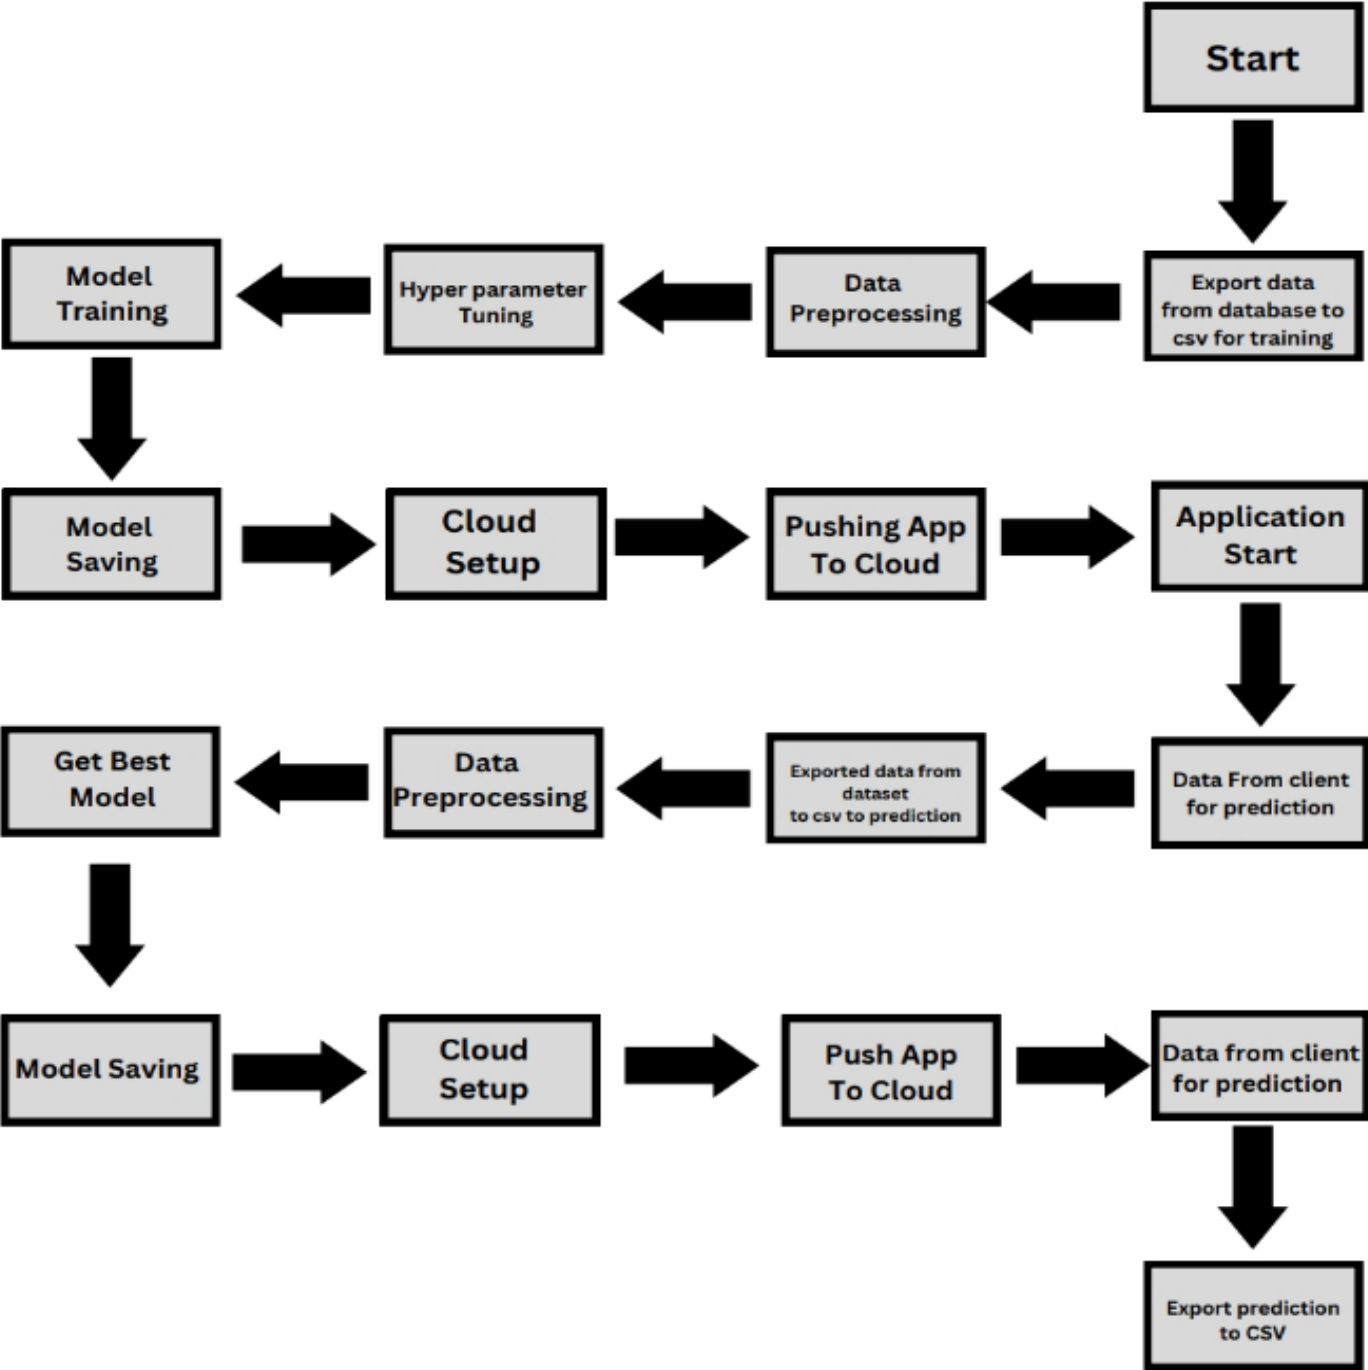 Start
Export data
from database to
csv for training
Data
Preprocessing
Hyper parameter
Tuning
Model
Training
Model
Saving
Cloud
Setup
Pushing App
To Cloud
Application
Start
Data From client
for prediction
Exported data from
dataset
to csv to prediction
Data
Preprocessing
Get Best
Model
Model Saving
Cloud
Setup
Push App
To Cloud
Data from client
for prediction
Export prediction
to CSV